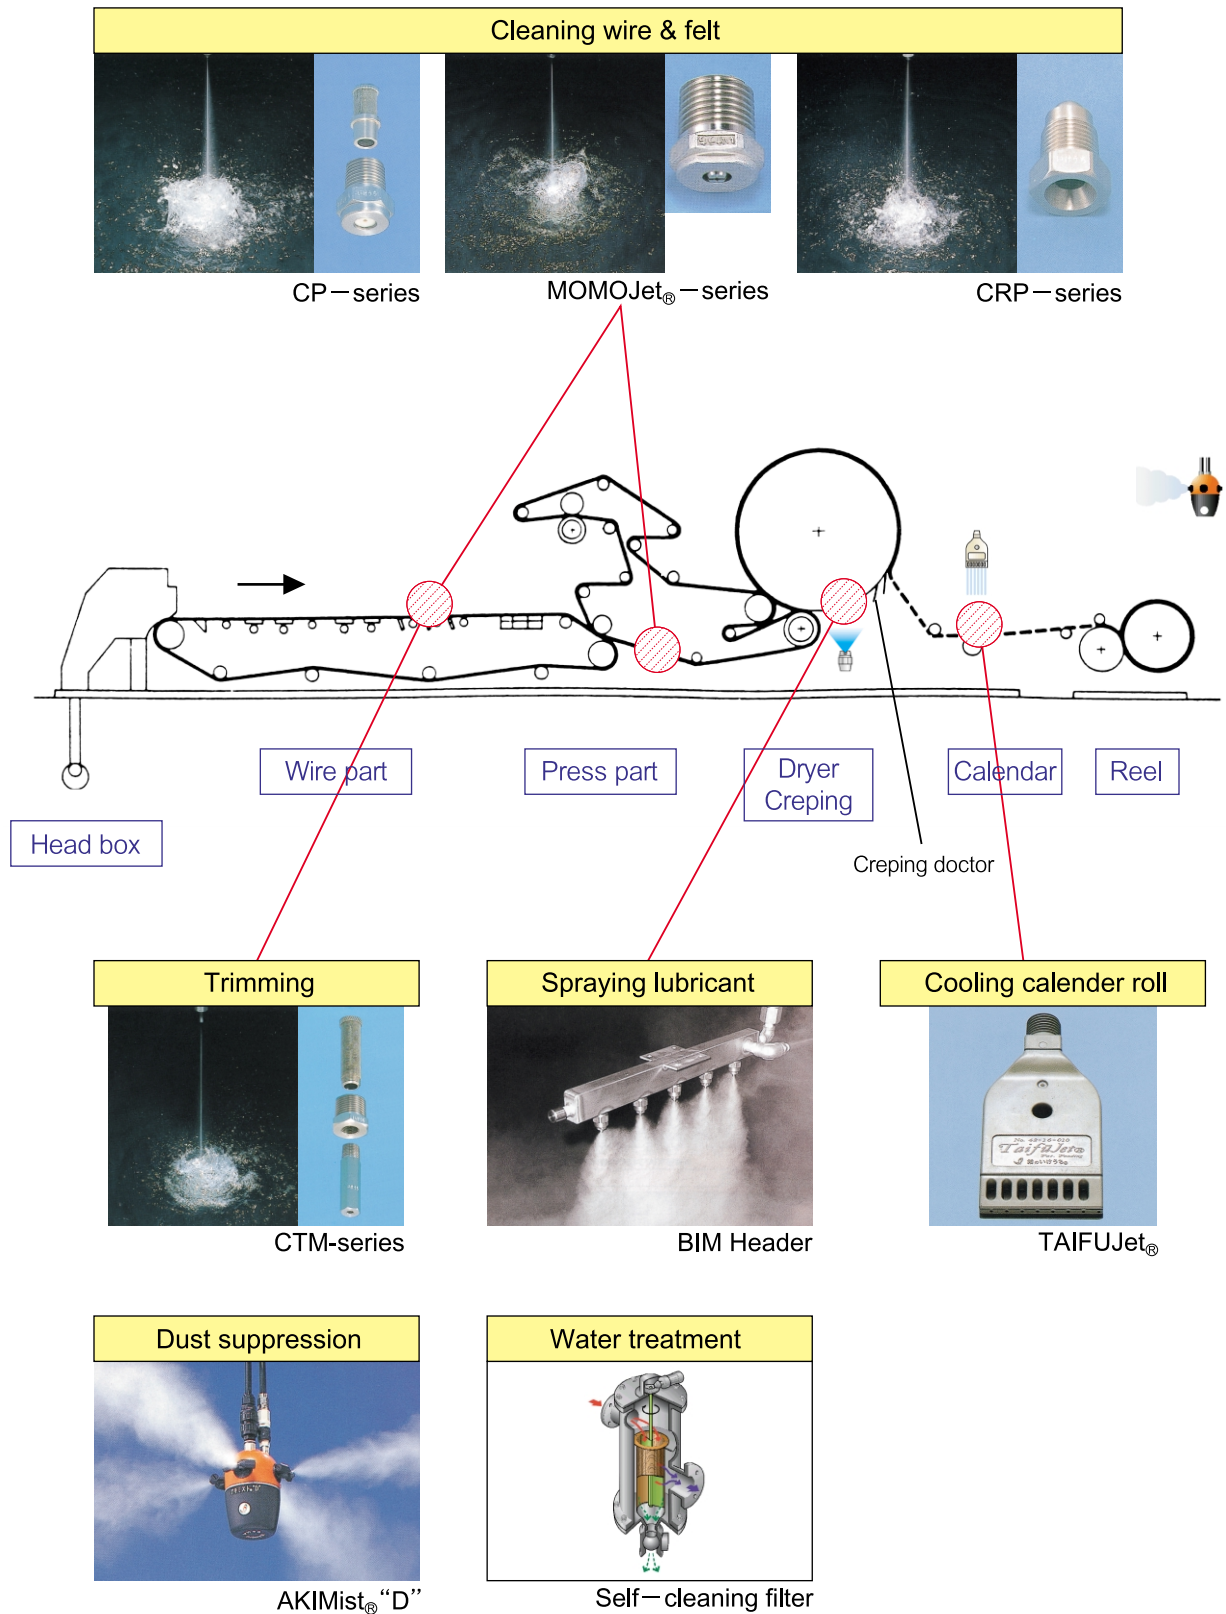 Cleaning wire & felt
CP－series
MOMOJet® －series
CRP－series
Wire part
Press part
Dryer
Creping
Calendar
Reel
Head box
Creping doctor
Trimming
Spraying lubricant
Cooling calender roll
TaifuJet
CTM-series
BIM Header
TAIFUJet®
Dust suppression
Water treatment
AKIMist® “D”
Self－cleaning filter